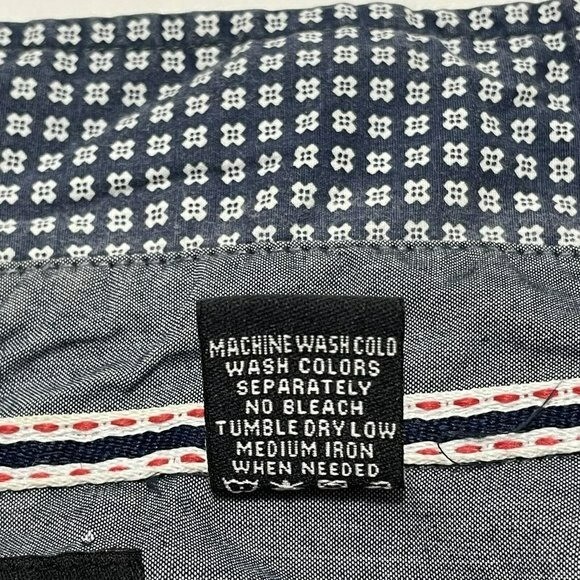 MACHINE WASH COLD
WASH COLORS
SEPARATELY
NO BLEACH
TUMBLE DRY LOW
MEDIUM IRON
WHEN NEEDED